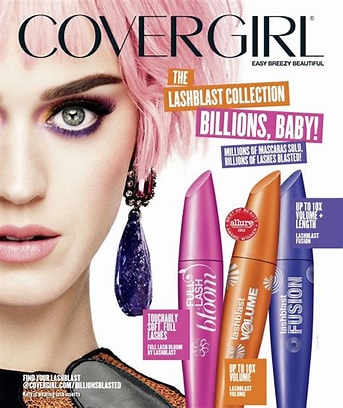 COVERGIRL®
EASY BREEZY BEAUTIFUL
THE
LASHBLAST COLLECTION
BILLIONS, BABY!
MILLIONS OF MASCARAS SOLD,
BILLIONS OF LASHES BLASTED!
UP TO 10X
VOLUME +
LENGTH
LASHBLAST
FUSION
allure
2012
FULL
LASH
bloom
lashblast
VOLUME
lashblast
FUSION
TOUCHABLY
SOFT, FULL
LASHES
FULL LASH BLOOM
BY LASHBLAST
UP TO 10X
VOLUME
LASHBLAST
VOLUME
FIND YOUR LASHBLAST
@COVERGIRL.COM/BILLIONSBLASTED